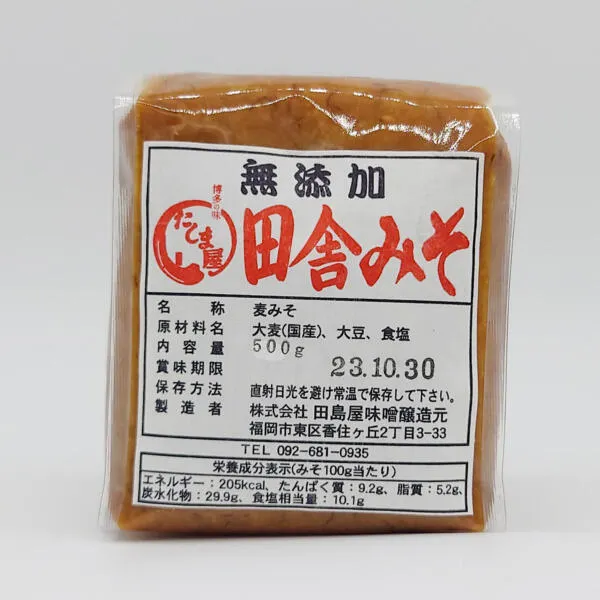 無添加
博多の味
たじま屋
田舎みそ
名称 麦みそ
原材料名 大麦(国産)、大豆、食塩
内容量 500g
賞味期限 23.10.30
保存方法 直射日光を避け常温で保存して下さい。
製造者 株式会社 田島屋味噌醸造元
福岡市東区香住ヶ丘2丁目3-33
TEL 092-681-0935
栄養成分表示(みそ100g当たり)
エネルギー：205kcal、たんぱく質：9.2g、脂質：5.2g、
炭水化物：29.9g、食塩相当量：10.1g